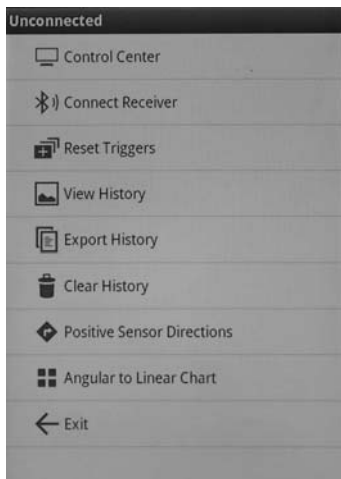 Unconnected
Control Center
Connect Receiver
Reset Triggers
View History
Export History
Clear History
Positive Sensor Directions
Angular to Linear Chart
Exit